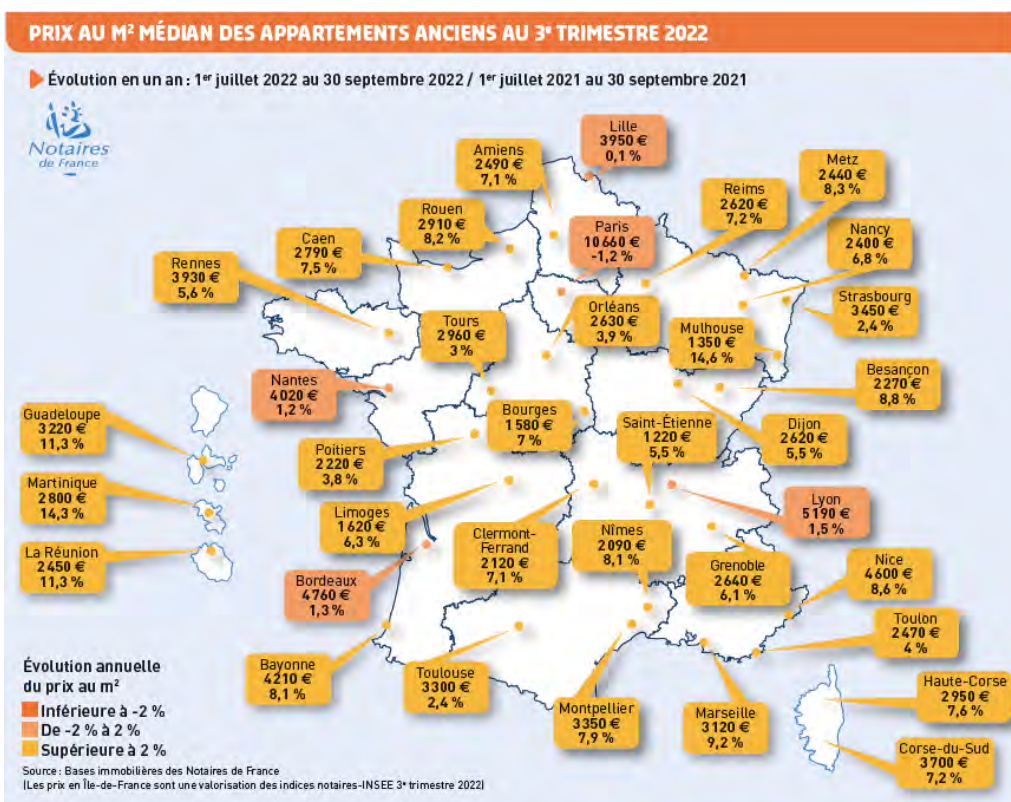 PRIX AU M² MÉDIAN DES APPARTEMENTS ANCIENS AU 3ᵉ TRIMESTRE 2022
Évolution en un an : 1ᵉʳ juillet 2022 au 30 septembre 2022 / 1ᵉʳ juillet 2021 au 30 septembre 2021
Notaires
de France
Lille
3950 €
0,1 %
Amiens
2490 €
7,1 %
Metz
2440 €
8,3 %
Reims
2620 €
7,2 %
Rouen
2910 €
8,2 %
Paris
10660 €
-1,2 %
Nancy
2400 €
6,8 %
Caen
2790 €
7,5 %
Rennes
3930 €
5,6 %
Strasbourg
3450 €
2,4 %
Orléans
2630 €
3,9 %
Tours
2960 €
3 %
Mulhouse
1350 €
14,6 %
Besançon
2270 €
8,8 %
Nantes
4020 €
1,2 %
Guadeloupe
3220 €
11,3 %
Bourges
1580 €
7 %
Saint-Étienne
1220 €
5,5 %
Dijon
2620 €
5,5 %
Poitiers
2220 €
3,8 %
Martinique
2800 €
14,3 %
Lyon
5190 €
1,5 %
Limoges
1620 €
6,3 %
Clermont-
Ferrand
2120 €
7,1 %
Nîmes
2090 €
8,1 %
La Réunion
2450 €
11,3 %
Grenoble
2640 €
6,1 %
Nice
4600 €
8,6 %
Bordeaux
4760 €
1,3 %
Toulon
2470 €
4 %
Bayonne
4210 €
8,1 %
Toulouse
3300 €
2,4 %
Montpellier
3350 €
7,9 %
Marseille
3120 €
9,2 %
Haute-Corse
2950 €
7,6 %
Corse-du-Sud
3700 €
7,2 %
Évolution annuelle
du prix au m²
Inférieure à -2 %
De -2 % à 2 %
Supérieure à 2 %
Source : Bases immobilières des Notaires de France
(Les prix en Île-de-France sont une valorisation des indices notaires-INSEE 3ᵉ trimestre 2022)